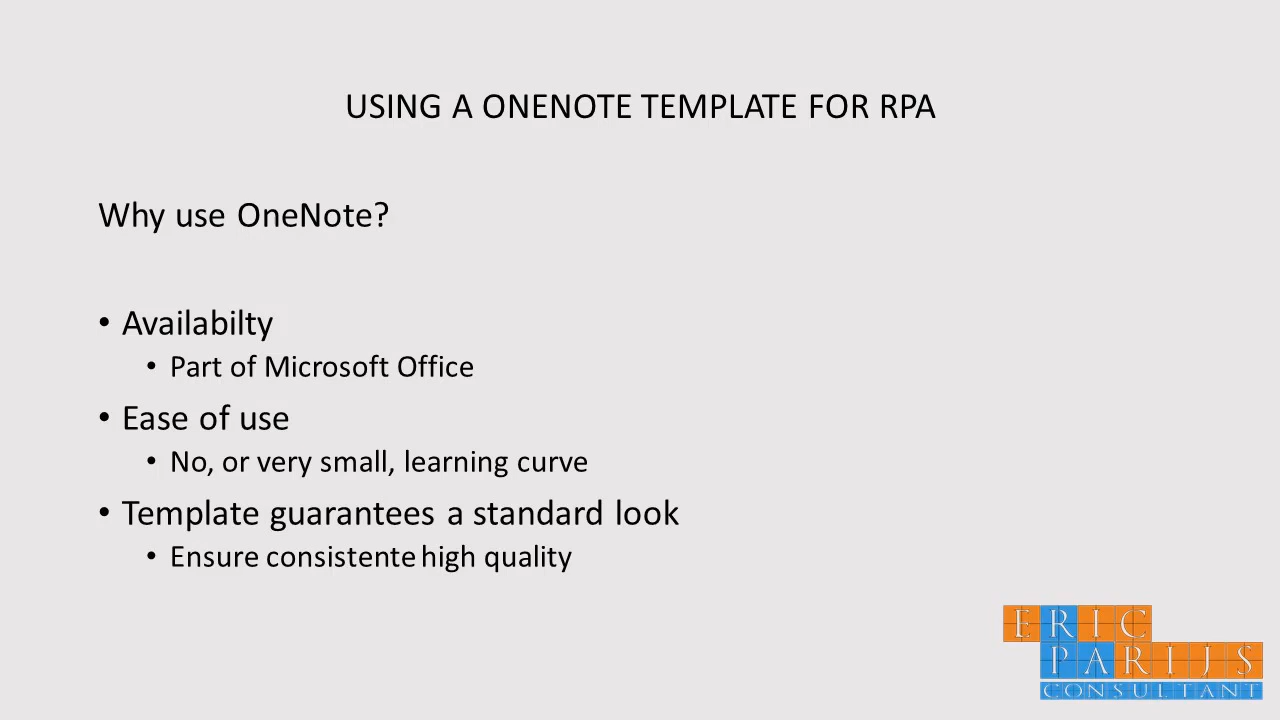 USING A ONENOTE TEMPLATE FOR RPA
Why use OneNote?
• Availabilty
• Part of Microsoft Office
• Ease of use
• No, or very small, learning curve
• Template guarantees a standard look
• Ensure consistente high quality
ERIC
PARIJS
CONSULTANT